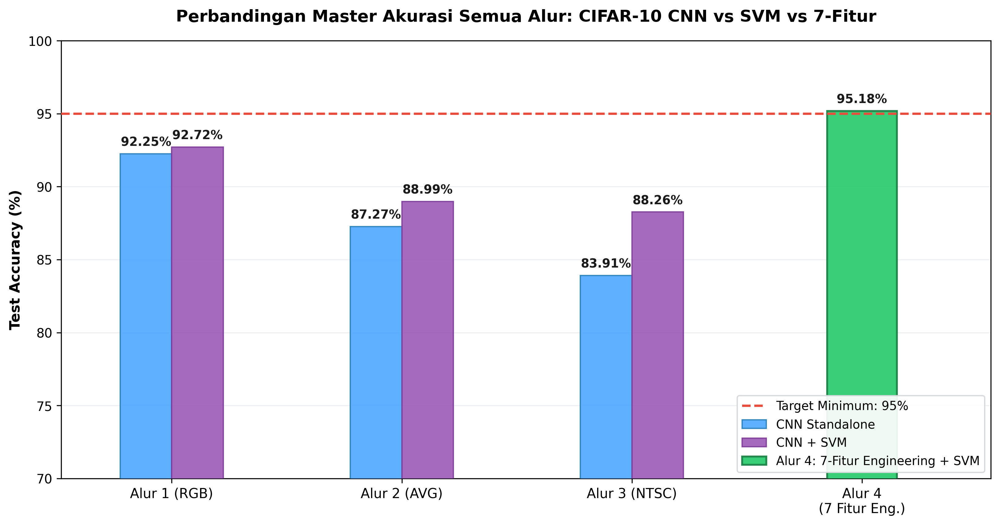 Perbandingan Master Akurasi Semua Alur: CIFAR-10 CNN vs SVM vs 7-Fitur
Test Accuracy (%)
100
95
90
85
80
75
70
92.25%
92.72%
87.27%
88.99%
83.91%
88.26%
95.18%
Target Minimum: 95%
CNN Standalone
CNN + SVM
Alur 4: 7-Fitur Engineering + SVM
Alur 1 (RGB)
Alur 2 (AVG)
Alur 3 (NTSC)
Alur 4
(7 Fitur Eng.)